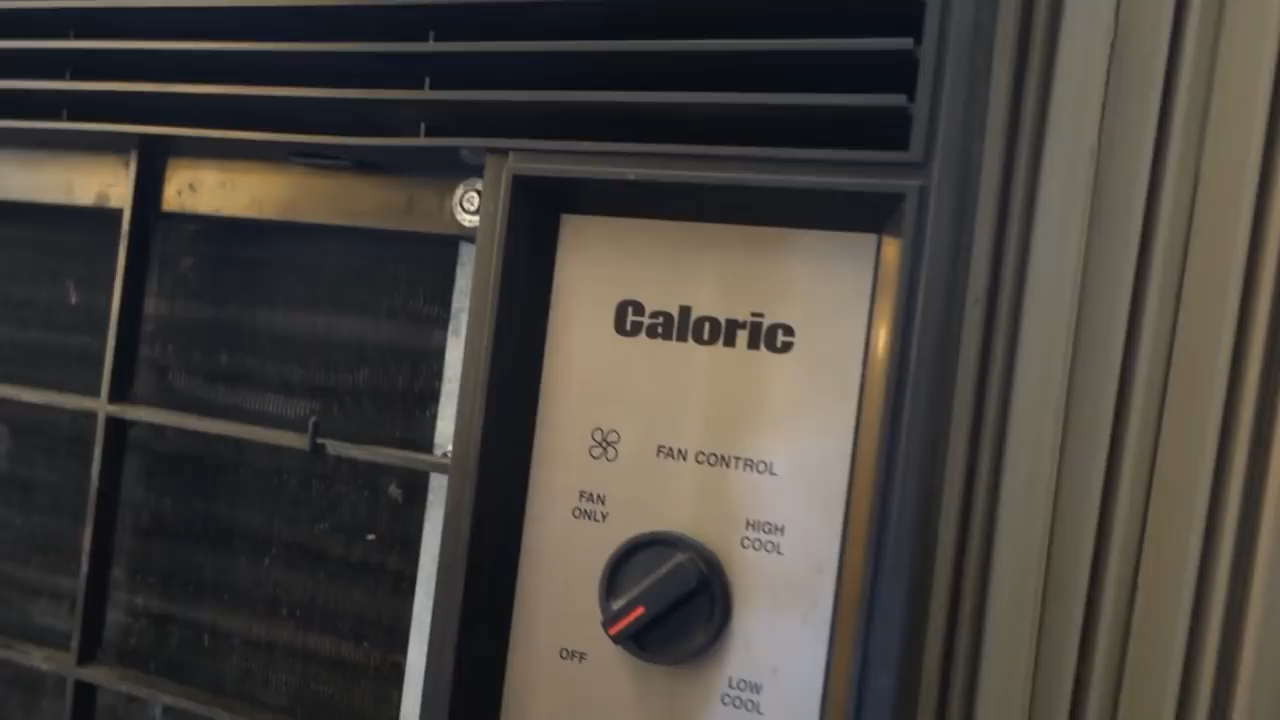 Caloric
FAN CONTROL
FAN
ONLY
HIGH
COOL
OFF
LOW
COOL